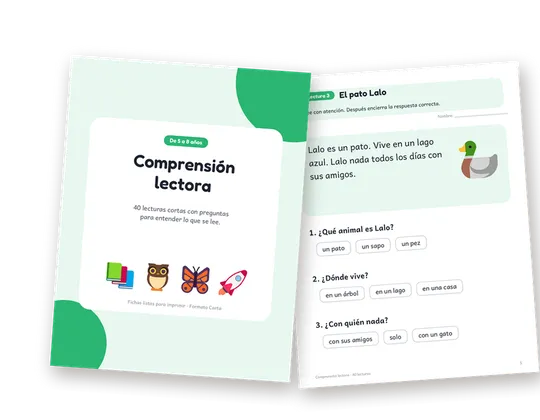 De 5 a 8 años
Comprensión
lectora
40 lecturas cortas con preguntas
para entender lo que se lee.
Fichas listas para imprimir · Formato Carta
Lectura 3
El pato Lalo
con atención. Después encierra la respuesta correcta.
Nombre:
Lalo es un pato. Vive en un lago
azul. Lalo nada todos los días con
sus amigos.
1. ¿Qué animal es Lalo?
un pato
un sapo
un pez
2. ¿Dónde vive?
en un árbol
en un lago
en una casa
3. ¿Con quién nada?
con sus amigos
solo
con un gato
Comprensión lectora